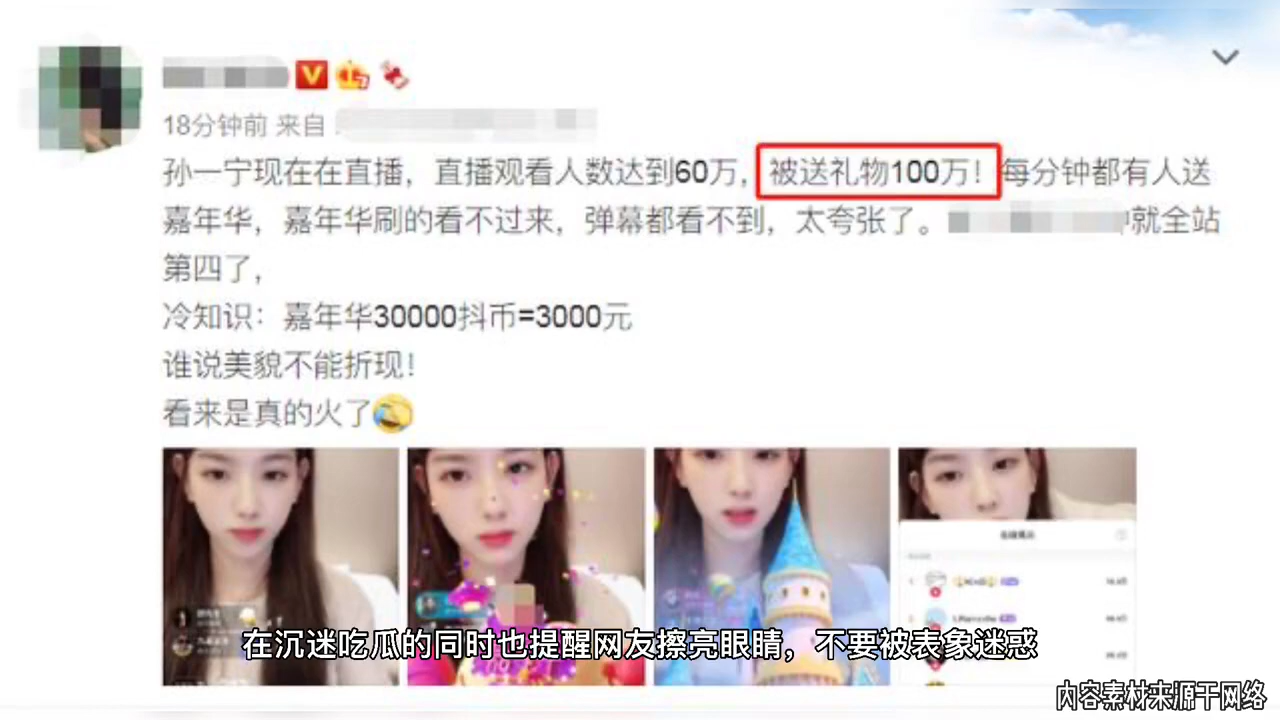 18分钟前 来自
孙一宁现在在直播，直播观看人数达到60万，被送礼物100万！每分钟都有人送
嘉年华，嘉年华刷的看不过来，弹幕都看不到，太夸张了。就全站
第四了，
冷知识：嘉年华30000抖币=3000元
谁说美貌不能折现！
看来是真的火了
在沉迷吃瓜的同时也提醒网友擦亮眼睛，不要被表象迷惑
内容素材来源于网络